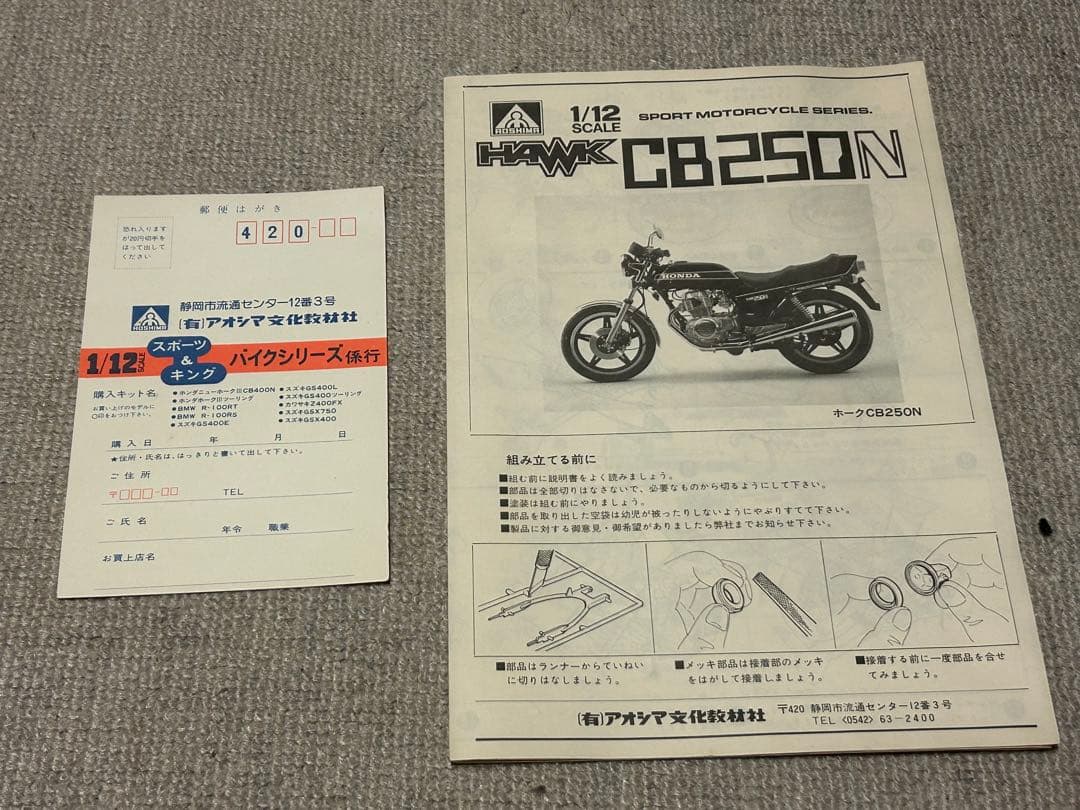 郵便はがき
恐れ入ります
が20円切手を
はって出して
ください
420-
AOSHIMA
静岡市流通センター12番3号
(有)アオシマ文化教材社
1/12 SCALE
スポーツ
&
キング
バイクシリーズ係行
購入キット名
お買い上げのモデルに
○印をおつけ下さい。
●ホンダニューホークIIICB400N
●ホンダホークIIIツーリング
●BMW R-100RT
●BMW R-100RS
●スズキGS400E
●スズキGS400L
●スズキGS400ツーリング
●カワサキZ400FX
●スズキGSX750
●スズキGSX400
購入日 年 月 日
★住所・氏名は、はっきりと書いて出して下さい。
ご住所
〒 TEL
ご氏名
年令 職業
お買上店名
AOSHIMA
1/12
SCALE
SPORT MOTORCYCLE SERIES.
HAWK CB250N
HONDA
ホークCB250N
組み立てる前に
■組む前に説明書をよく読みましょう。
■部品は全部切りはなさないで、必要なものから切るようにして下さい。
■塗装は組む前にやりましょう。
■部品を取り出した空袋は幼児が被ったりしないようにやぶりすてて下さい。
■製品に対する御意見・御希望がありましたら弊社までお知らせ下さい。
■部品はランナーからていねい
に切りはなしましょう。
■メッキ部品は接着部のメッキ
をはがして接着しましょう。
■接着する前に一度部品を合せ
てみましょう。
(有)アオシマ文化教材社
〒420 静岡市流通センター12番3号
TEL〈0542〉63-2400